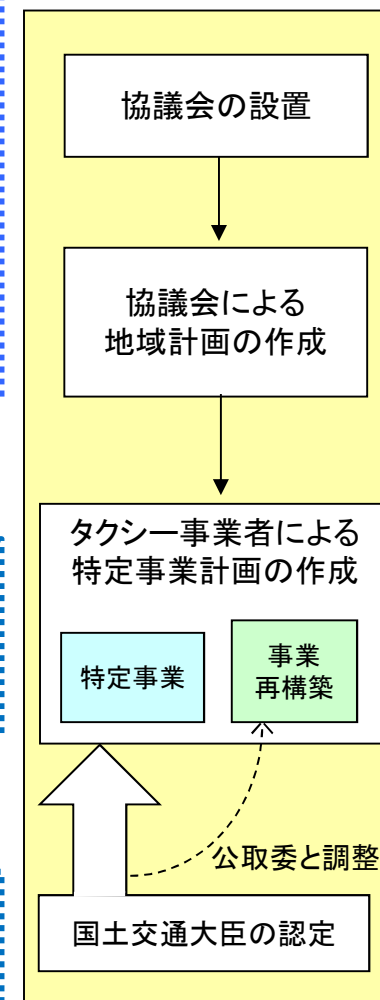 協議会の設置
協議会による
地域計画の作成
タクシー事業者による
特定事業計画の作成
特定事業
事業
再構築
公取委と調整
国土交通大臣の認定